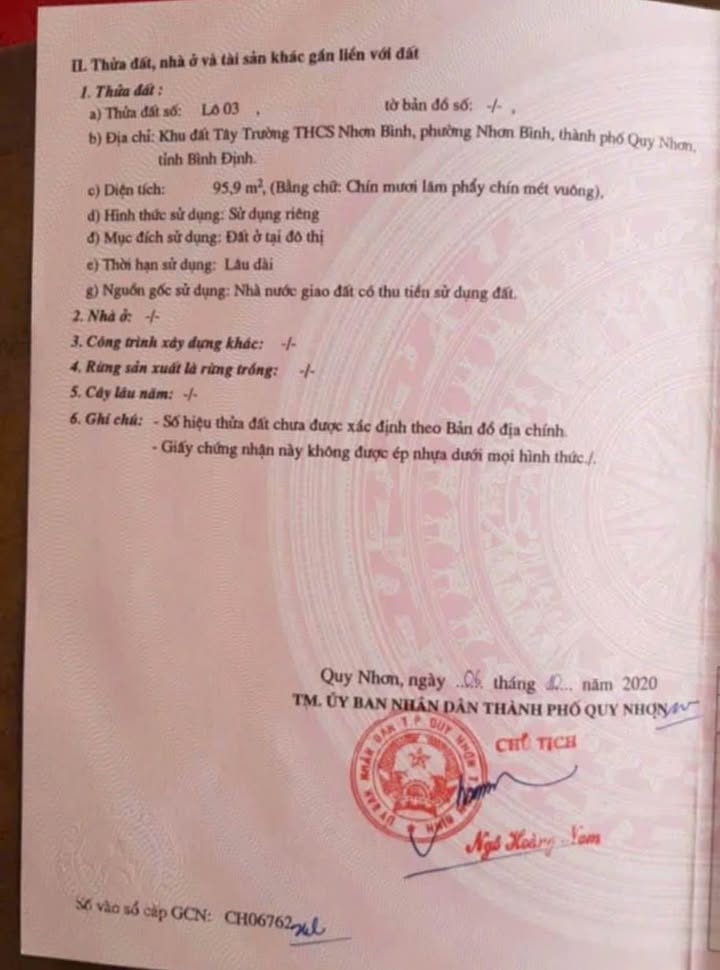 II. Thửa đất, nhà ở và tài sản khác gắn liền với đất
1. Thửa đất :
a) Thửa đất số: Lô 03 , tờ bản đồ số: -/- ,
b) Địa chỉ: Khu đất Tây Trường THCS Nhơn Bình, phường Nhơn Bình, thành phố Quy Nhơn,
tỉnh Bình Định.
c) Diện tích: 95,9 m², (Bằng chữ: Chín mươi lăm phẩy chín mét vuông),
d) Hình thức sử dụng: Sử dụng riêng
đ) Mục đích sử dụng: Đất ở tại đô thị
e) Thời hạn sử dụng: Lâu dài
g) Nguồn gốc sử dụng: Nhà nước giao đất có thu tiền sử dụng đất.
2. Nhà ở: -/-
3. Công trình xây dựng khác: -/-
4. Rừng sản xuất là rừng trồng: -/-
5. Cây lâu năm: -/-
6. Ghi chú: - Số hiệu thửa đất chưa được xác định theo Bản đồ địa chính.
- Giấy chứng nhận này không được ép nhựa dưới mọi hình thức./.
Quy Nhơn, ngày ..06.. tháng ... năm 2020
TM. ỦY BAN NHÂN DÂN THÀNH PHỐ QUY NHƠN
CHỦ TỊCH
ỦY BAN NHÂN DÂN T.P QUY NHƠN
Ngô Hoàng Nam
Số vào sổ cấp GCN: CH06762